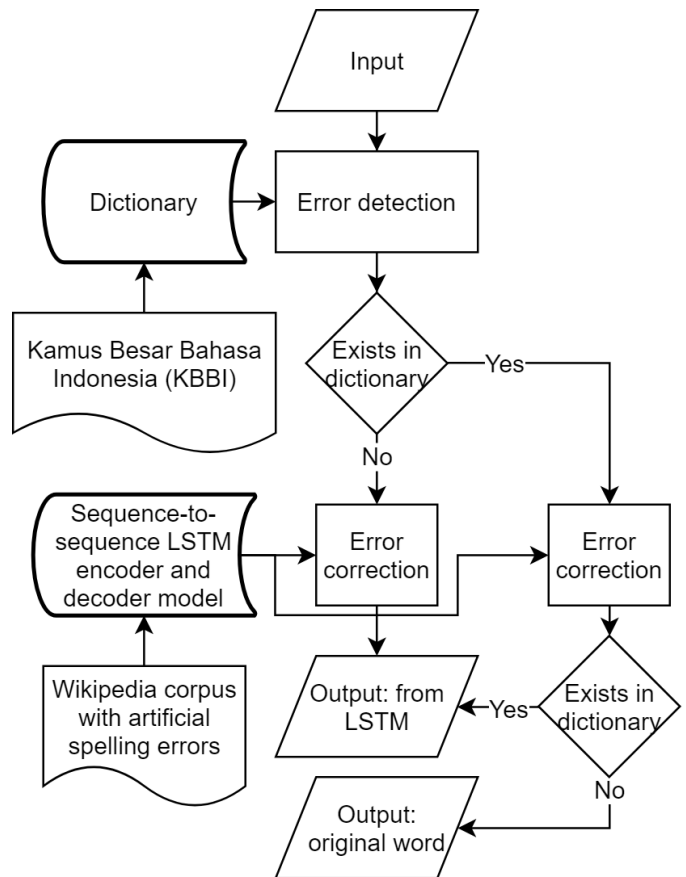 Input
Dictionary
Error detection
Kamus Besar Bahasa
Indonesia (KBBI)
Exists in
dictionary
Yes
No
Sequence-to-
sequence LSTM
encoder and
decoder model
Error
correction
Error
correction
Wikipedia corpus
with artificial
spelling errors
Output: from
LSTM
Yes
Exists in
dictionary
No
Output:
original word